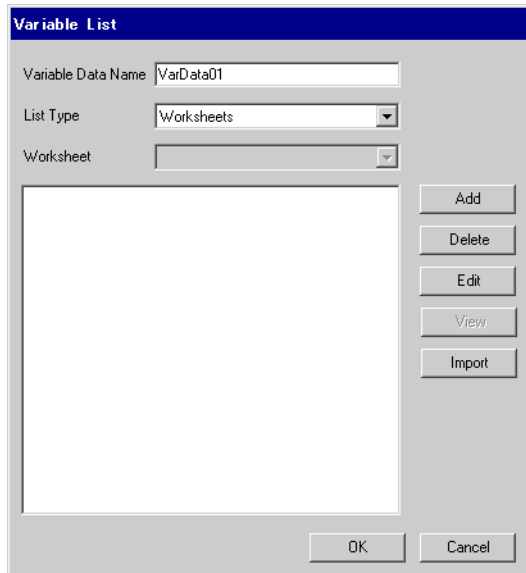 Variable List
Variable Data Name VarData01
List Type Worksheets
Worksheet
Add
Delete
Edit
View
Import
OK Cancel